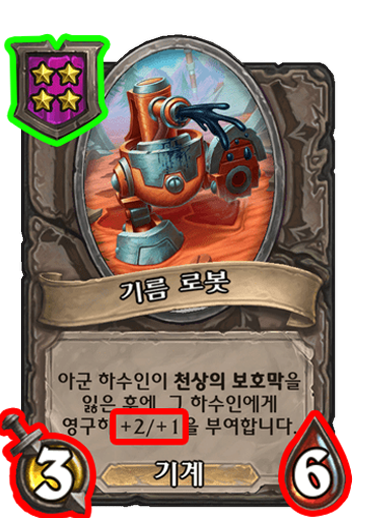 기름 로봇
아군 하수인이 천상의 보호막을
잃은 후에, 그 하수인에게
영구히 +2/+1을 부여합니다.
3
기계
6